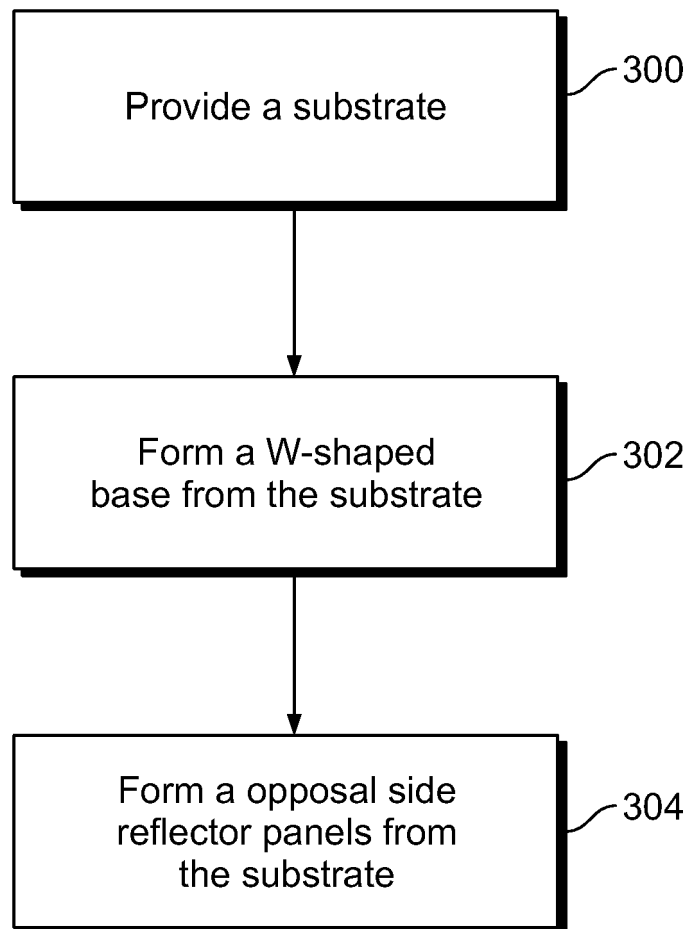 Provide a substrate
300
Form a W-shaped
base from the substrate
302
Form a opposal side
reflector panels from
the substrate
304